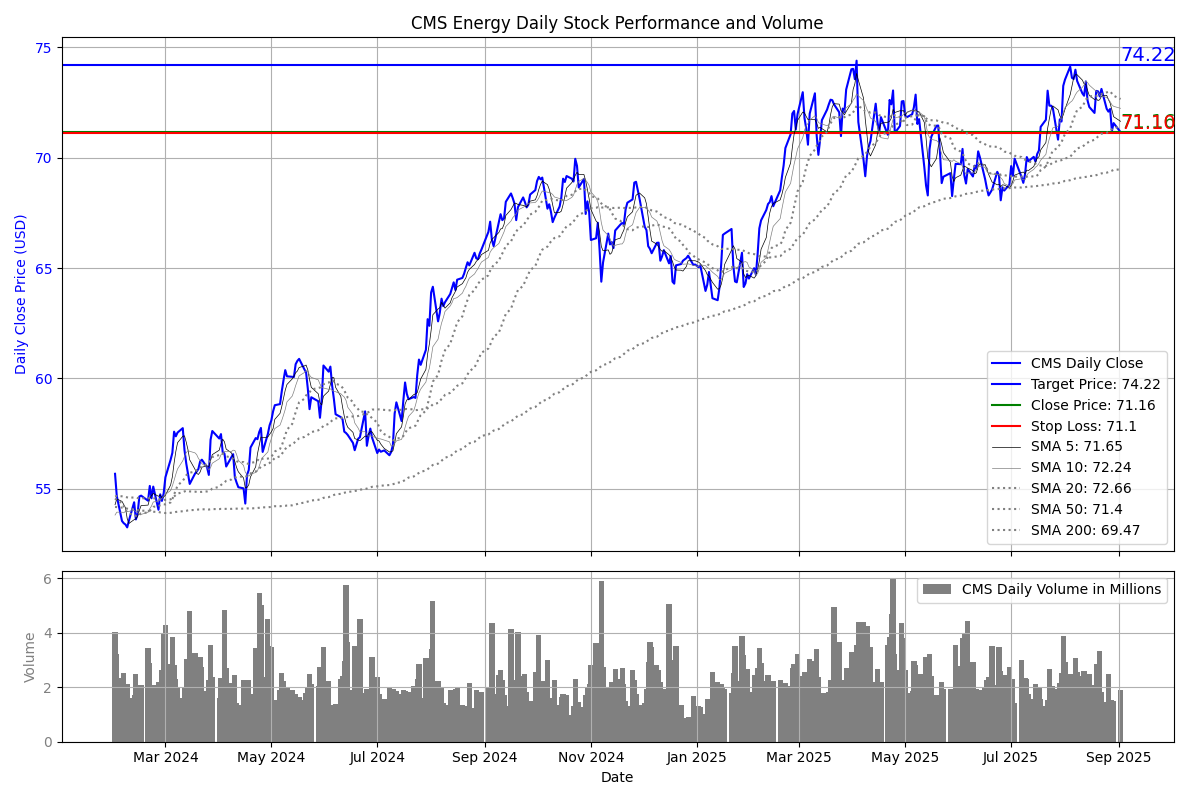 CMS Energy Daily Stock Performance and Volume
75
74.22
71.16
70
65
60
55
Daily Close Price (USD)
CMS Daily Close
Target Price: 74.22
Close Price: 71.16
Stop Loss: 71.1
SMA 5: 71.65
SMA 10: 72.24
SMA 20: 72.66
SMA 50: 71.4
SMA 200: 69.47
6
4
2
0
Volume
CMS Daily Volume in Millions
Mar 2024 May 2024 Jul 2024 Sep 2024 Nov 2024 Jan 2025 Mar 2025 May 2025 Jul 2025 Sep 2025
Date